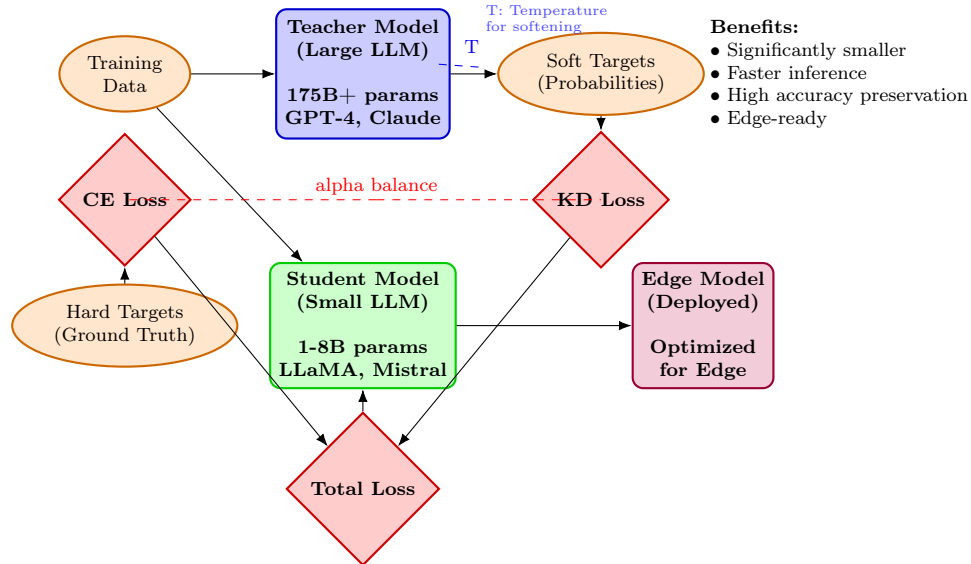 T: Temperature
for softening
Teacher Model
(Large LLM)
175B+ params
GPT-4, Claude
T
Training
Data
Soft Targets
(Probabilities)
Benefits:
• Significantly smaller
• Faster inference
• High accuracy preservation
• Edge-ready
CE Loss
alpha balance
KD Loss
Hard Targets
(Ground Truth)
Student Model
(Small LLM)
1-8B params
LLaMA, Mistral
Edge Model
(Deployed)
Optimized
for Edge
Total Loss